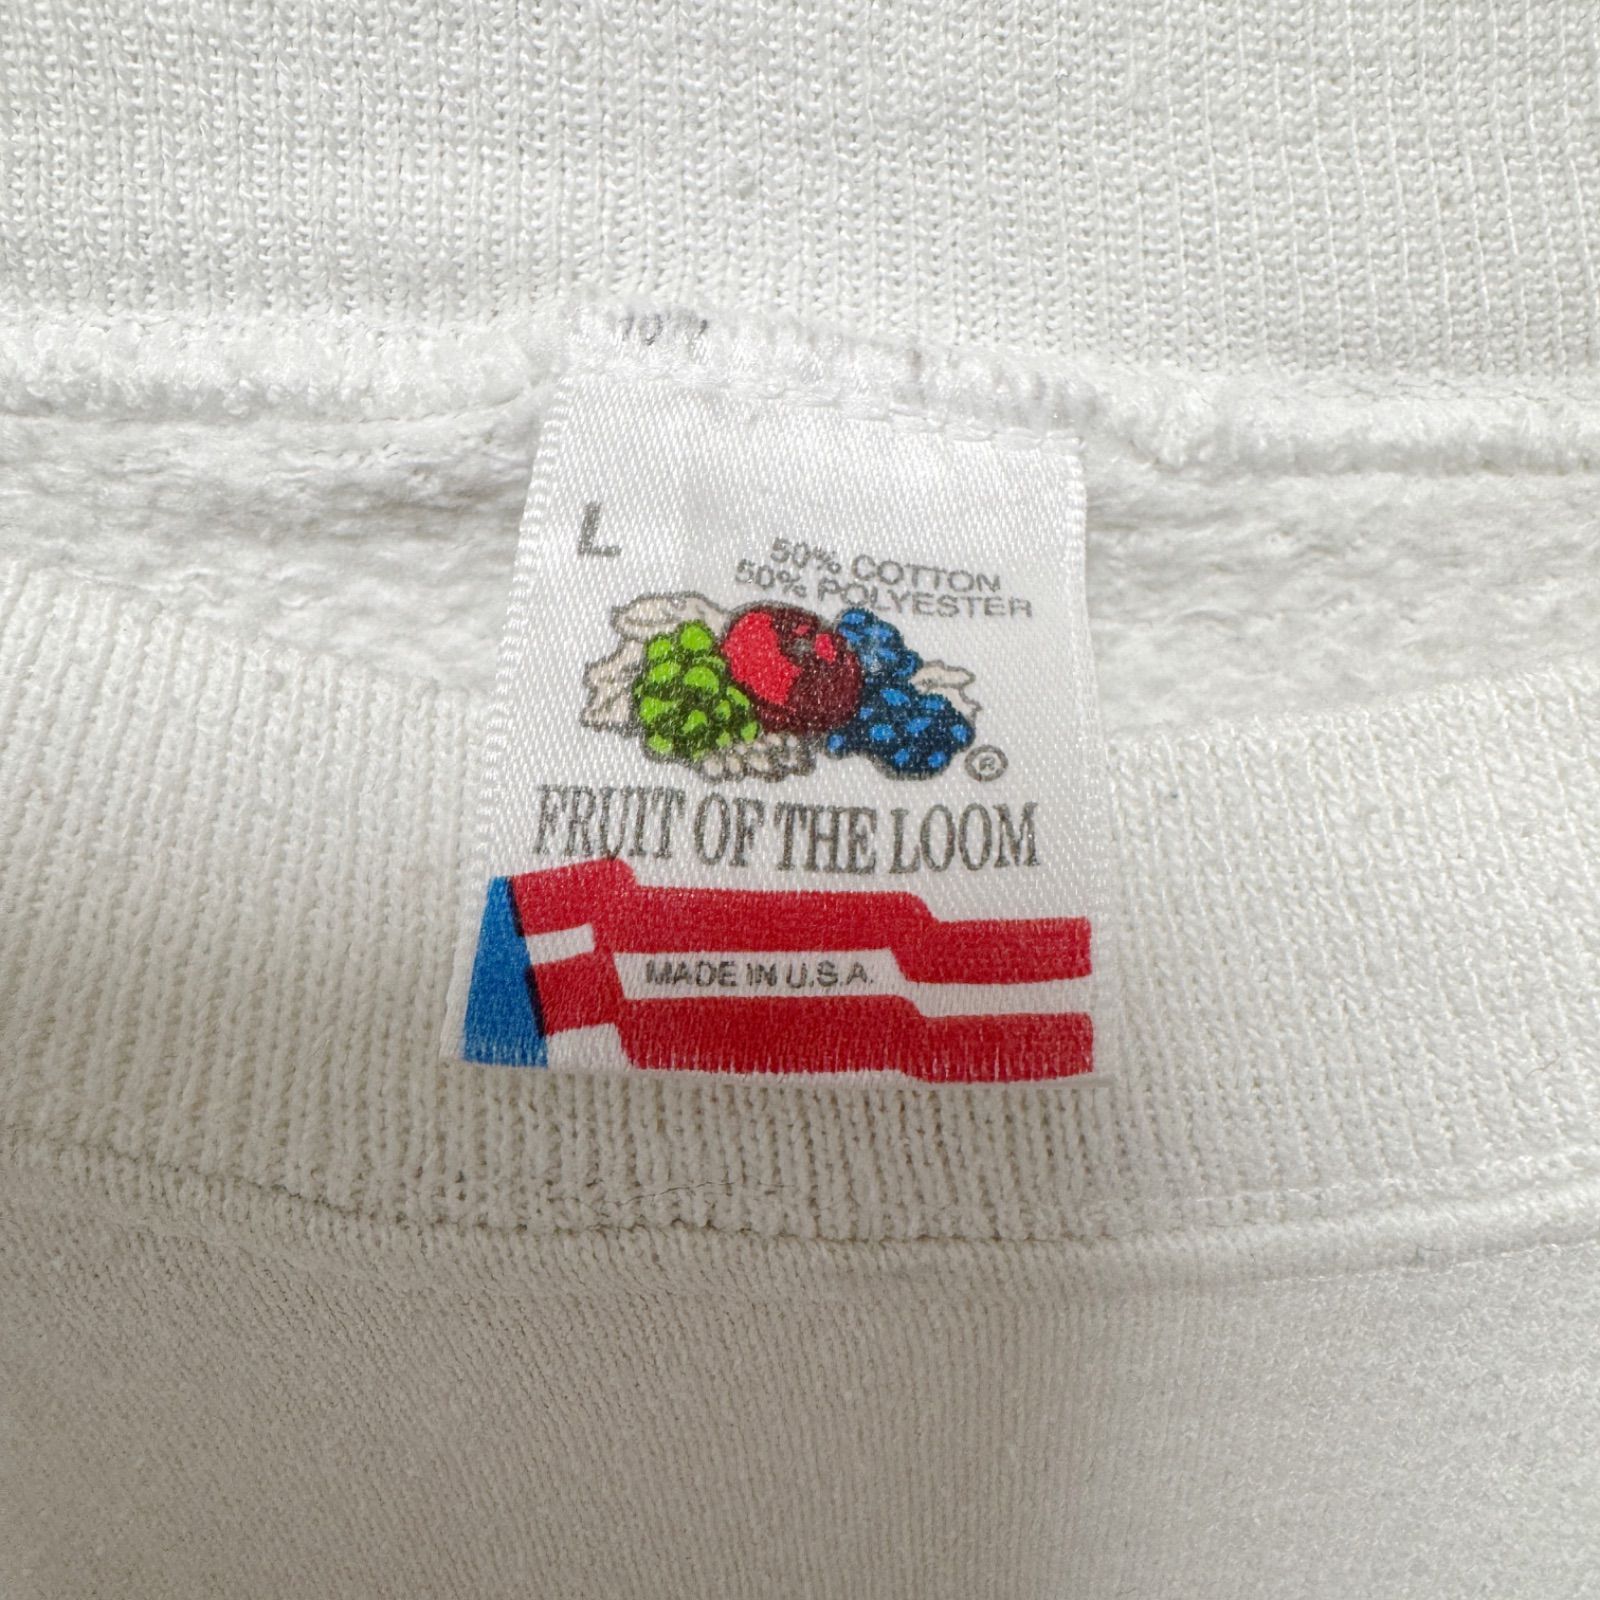 L
50% COTTON
50% POLYESTER
®
FRUIT OF THE LOOM
MADE IN U.S.A.